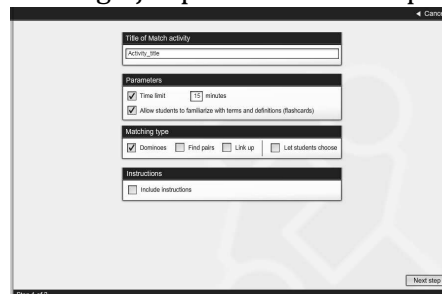 Cance
Title of Match activity
Activity_title
Parameters
Time limit 15 minutes
Allow students to familiarize with terms and definitions (flashcards)
Matching type
Dominoes Find pairs Link up Let students choose
Instructions
Include instructions
Next step